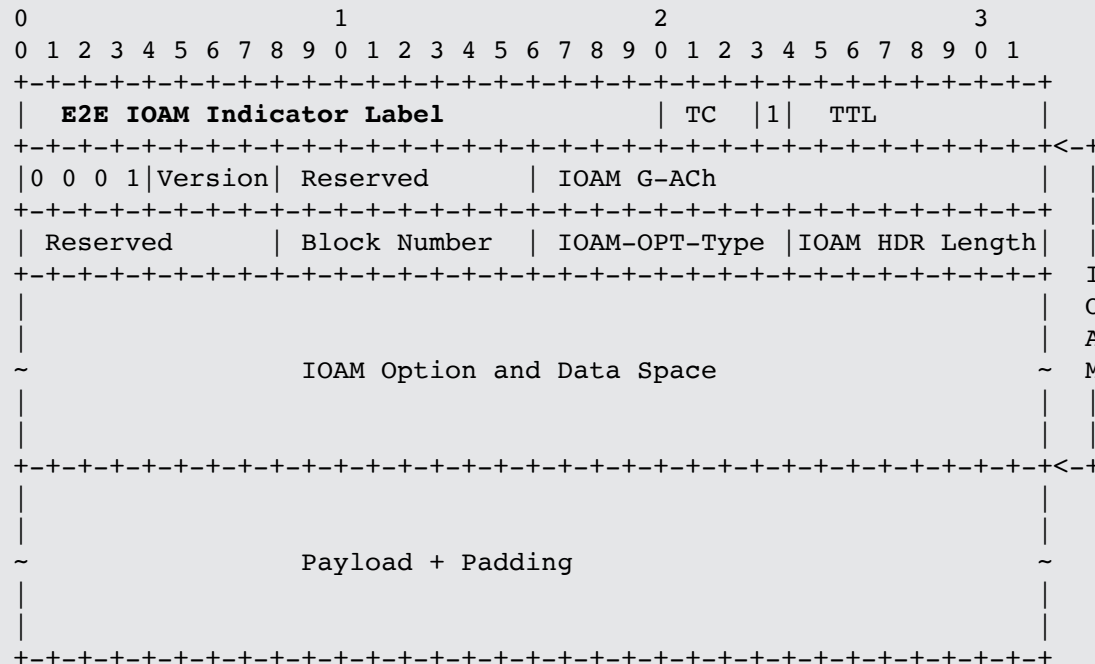 0                   1                   2                   3
0 1 2 3 4 5 6 7 8 9 0 1 2 3 4 5 6 7 8 9 0 1 2 3 4 5 6 7 8 9 0 1
+-+-+-+-+-+-+-+-+-+-+-+-+-+-+-+-+-+-+-+-+-+-+-+-+-+-+-+-+-+-+-+-+
|  E2E IOAM Indicator Label             | TC  |1|  TTL          |
+-+-+-+-+-+-+-+-+-+-+-+-+-+-+-+-+-+-+-+-+-+-+-+-+-+-+-+-+-+-+-+-+<-+
|0 0 0 1|Version| Reserved      | IOAM G-ACh                    |  |
+-+-+-+-+-+-+-+-+-+-+-+-+-+-+-+-+-+-+-+-+-+-+-+-+-+-+-+-+-+-+-+-+  |
| Reserved      | Block Number  | IOAM-OPT-Type |IOAM HDR Length|  |
+-+-+-+-+-+-+-+-+-+-+-+-+-+-+-+-+-+-+-+-+-+-+-+-+-+-+-+-+-+-+-+-+  I
|                                                               |  O
|                                                               |  A
~                 IOAM Option and Data Space                    ~  M
|                                                               |  |
|                                                               |  |
+-+-+-+-+-+-+-+-+-+-+-+-+-+-+-+-+-+-+-+-+-+-+-+-+-+-+-+-+-+-+-+-+<-+
|                                                               |
|                                                               |
~                 Payload + Padding                             ~
|                                                               |
|                                                               |
+-+-+-+-+-+-+-+-+-+-+-+-+-+-+-+-+-+-+-+-+-+-+-+-+-+-+-+-+-+-+-+-+